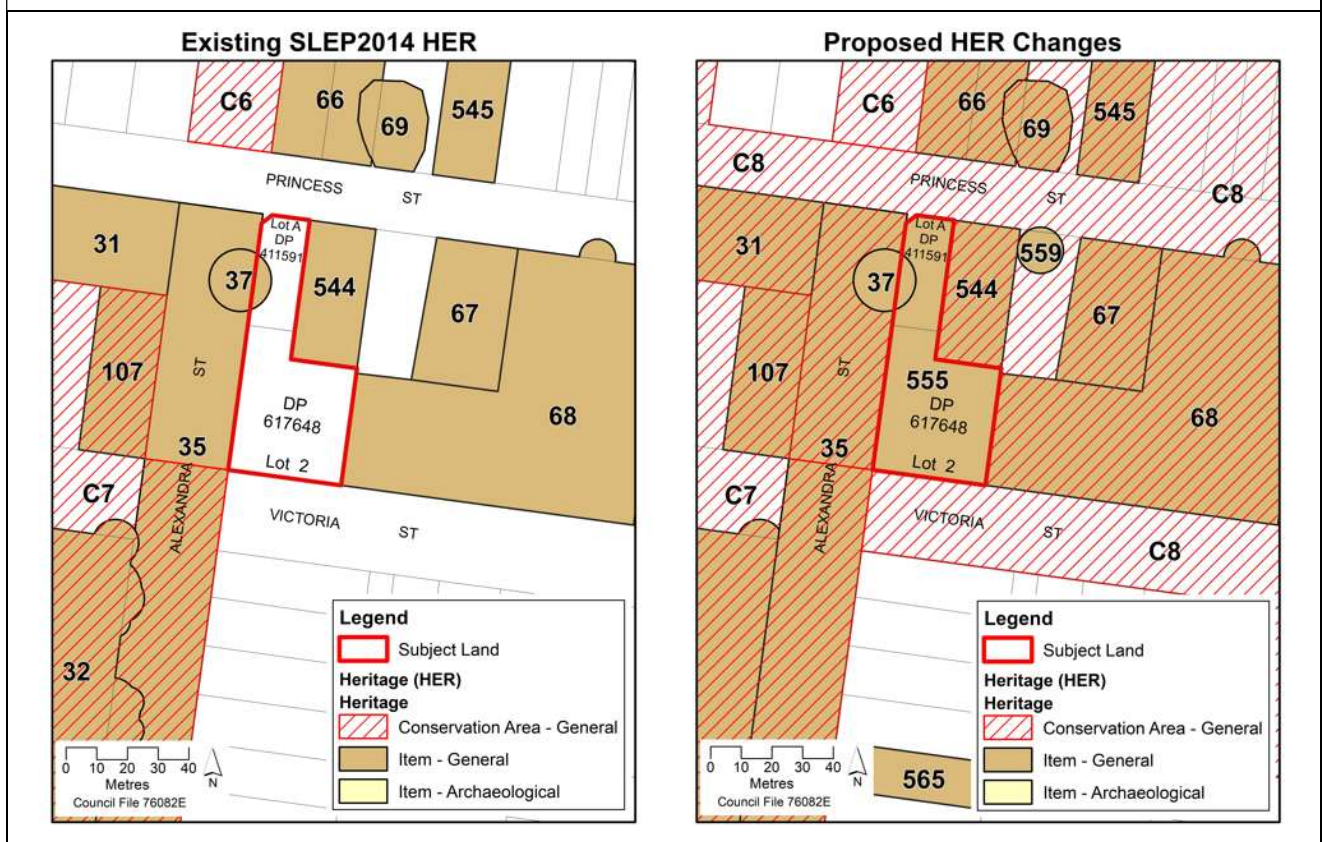 Existing SLEP2014 HER
C6
66
69
545
PRINCESS
ST
31
Lot A
DP
411591
37
544
67
107
ST
DP
617648
68
35
Lot 2
C7
ALEXANDRA
VICTORIA
ST
32
Legend
Subject Land
Heritage (HER)
Heritage
Conservation Area - General
Item - General
Item - Archaeological
0 10 20 30 40
Metres
N
Council File 76082E
Proposed HER Changes
C6
66
69
545
C8
PRINCESS
ST
C8
31
Lot A
DP
411591
559
37
544
67
107
ST
555
DP
617648
68
35
Lot 2
C7
ALEXANDRA
VICTORIA
ST
C8
32
Legend
Subject Land
Heritage (HER)
Heritage
Conservation Area - General
Item - General
Item - Archaeological
0 10 20 30 40
Metres
N
Council File 76082E
565